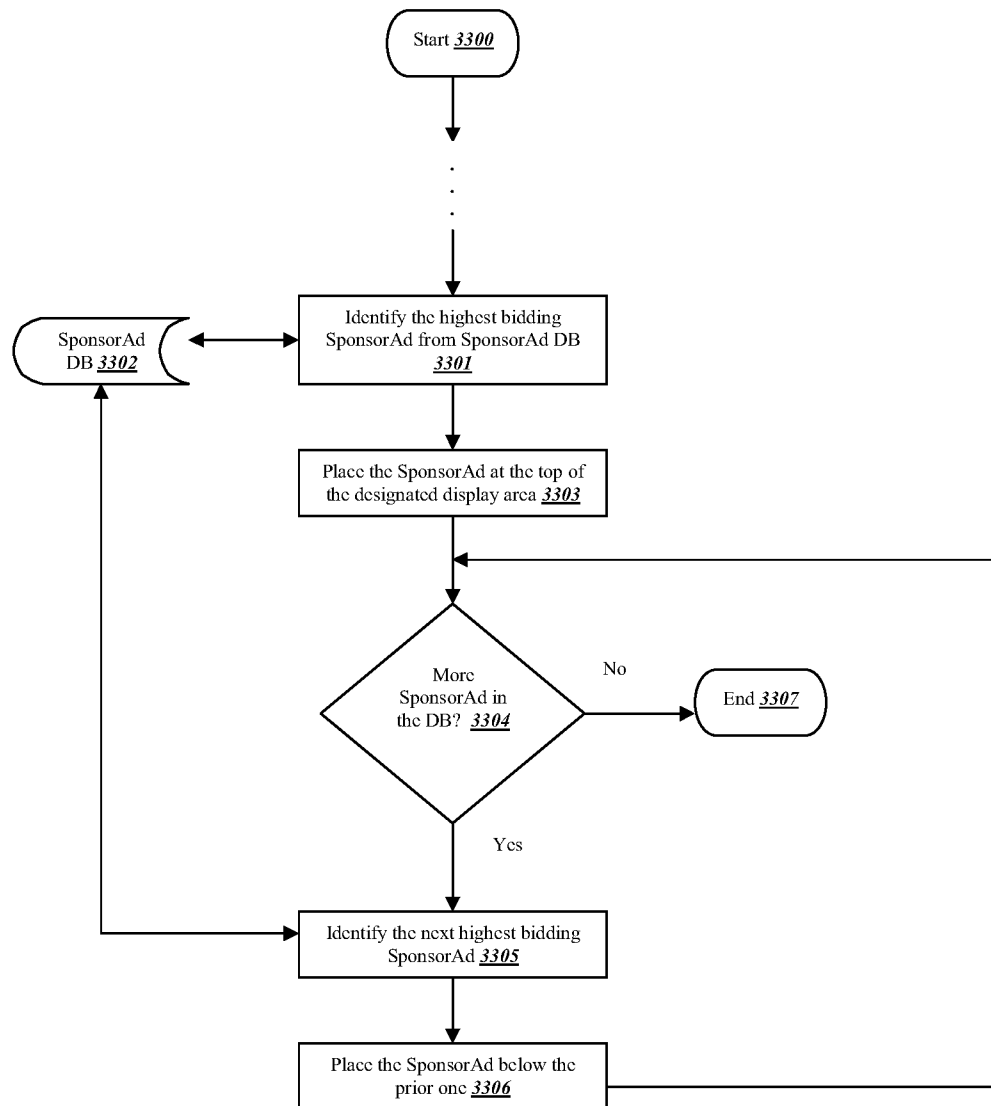 Start 3300
.
.
.
Identify the highest bidding
SponsorAd from SponsorAd DB
3301
SponsorAd
DB 3302
Place the SponsorAd at the top of
the designated display area 3303
More
SponsorAd in
the DB? 3304
No
End 3307
Yes
Identify the next highest bidding
SponsorAd 3305
Place the SponsorAd below the
prior one 3306